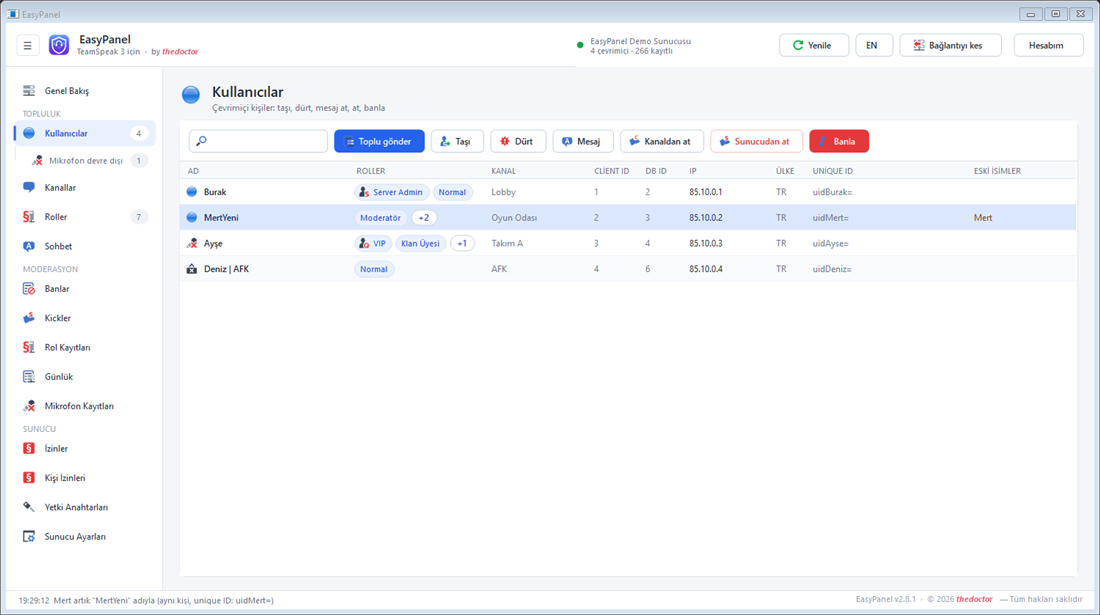 EasyPanel
EasyPanel
TeamSpeak 3 için · by thedoctor
EasyPanel Demo Sunucusu
4 çevrimiçi · 266 kayıtlı
Yenile
EN
Bağlantıyı kes
Hesabım
Genel Bakış
TOPLULUK
Kullanıcılar 4
Mikrofon devre dışı 1
Kanallar
Roller 7
Sohbet
MODERASYON
Banlar
Kickler
Rol Kayıtları
Günlük
Mikrofon Kayıtları
SUNUCU
İzinler
Kişi İzinleri
Yetki Anahtarları
Sunucu Ayarları
Kullanıcılar
Çevrimiçi kişiler: taşı, dürt, mesaj at, at, banla
Toplu gönder
Taşı
Dürt
Mesaj
Kanaldan at
Sunucudan at
Banla
AD ROLLER KANAL CLIENT ID DB ID IP ÜLKE UNİQUE ID ESKİ İSİMLER
Burak Server Admin Normal Lobby 1 2 85.10.0.1 TR uidBurak=
MertYeni Moderatör +2 Oyun Odası 2 3 85.10.0.2 TR uidMert= Mert
Ayşe VIP Klan Üyesi +1 Takım A 3 4 85.10.0.3 TR uidAyse=
Deniz | AFK Normal AFK 4 6 85.10.0.4 TR uidDeniz=
19:29:12 Mert artık "MertYeni" adıyla (aynı kişi, unique ID: uidMert=)
EasyPanel v2.8.1 · © 2026 thedoctor — Tüm hakları saklıdır